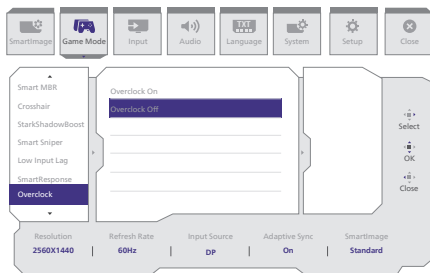 SmartImage
Game Mode
Input
Audio
TXT
Language
System
Setup
Close
Smart MBR
Crosshair
StarkShadowBoost
Smart Sniper
Low Input Lag
SmartResponse
Overclock
Overclock On
Overclock Off
Select
OK
Close
Resolution
Refresh Rate
Input Source
Adaptive Sync
SmartImage
2560X1440
60Hz
DP
On
Standard